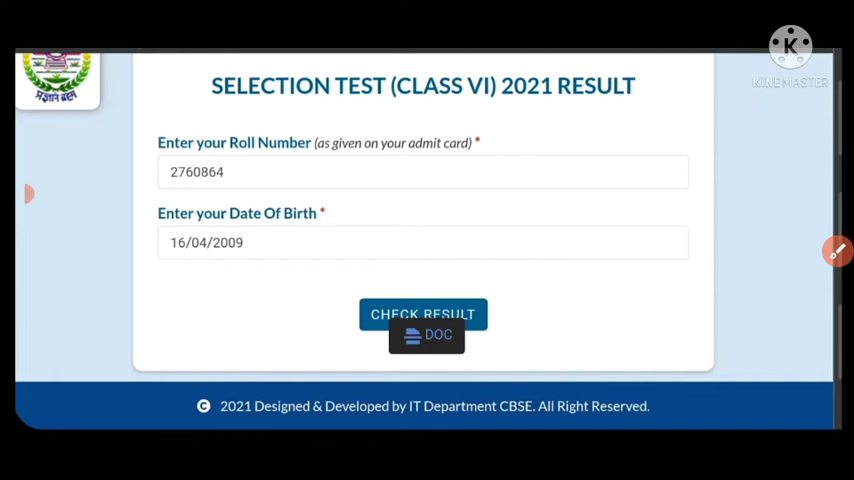 K
KINEMASTER
प्रज्ञानं ब्रह्म
SELECTION TEST (CLASS VI) 2021 RESULT
Enter your Roll Number (as given on your admit card) *
2760864
Enter your Date Of Birth *
16/04/2009
CHECK RESULT
DOC
C 2021 Designed & Developed by IT Department CBSE. All Right Reserved.